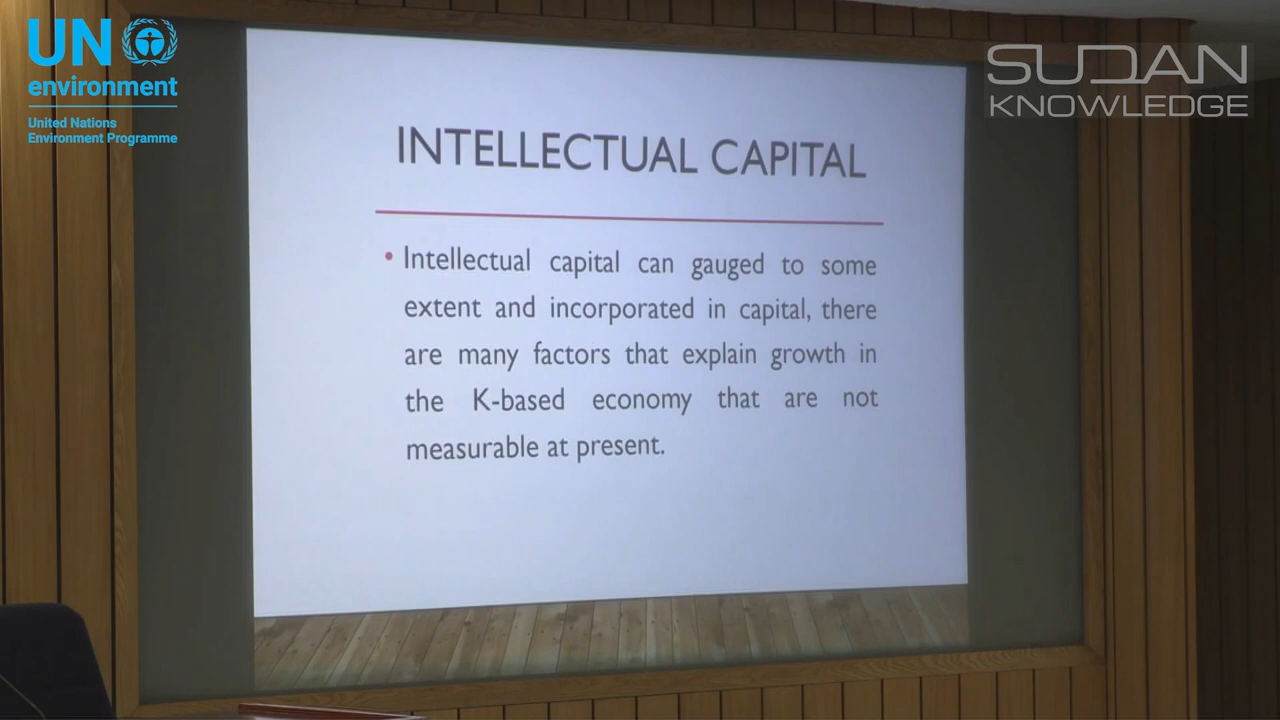 UN
environment
United Nations
Environment Programme
SUDAN
KNOWLEDGE
INTELLECTUAL CAPITAL
• Intellectual capital can gauged to some
extent and incorporated in capital, there
are many factors that explain growth in
the K-based economy that are not
measurable at present.